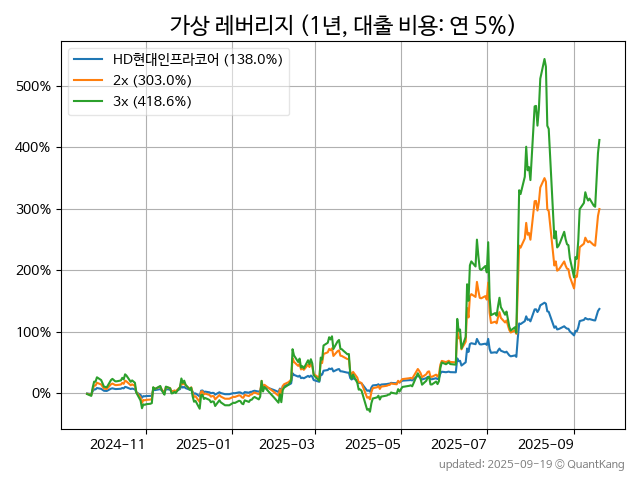 가상 레버리지 (1년, 대출 비용: 연 5%)
HD현대인프라코어 (138.0%)
2x (303.0%)
3x (418.6%)
500%
400%
300%
200%
100%
0%
2024-11
2025-01
2025-03
2025-05
2025-07
2025-09
updated: 2025-09-19 © QuantKang